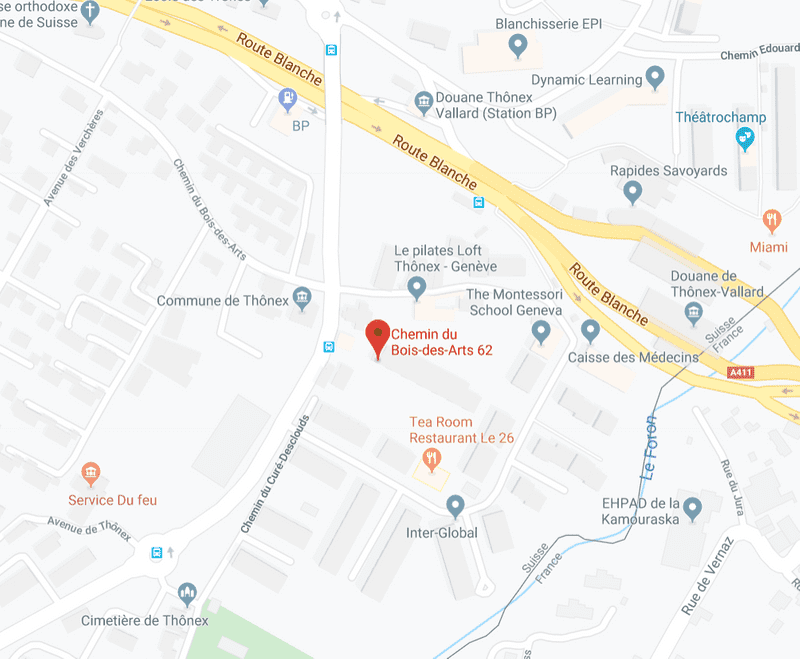 se orthodoxe
ne de Suisse
Blanchisserie EPI
Route Blanche
Chemin Edouard
Dynamic Learning
BP
Douane Thônex
Vallard (Station BP)
Théâtrochamp
Avenue des Verchères
Chemin du Bois-des-Arts
Route Blanche
Rapides Savoyards
Miami
Le pilates Loft
Thônex - Genève
Commune de Thônex
The Montessori
School Geneva
Route Blanche
Douane de
Thônex-Vallard
Suisse
France
Chemin du
Bois-des-Arts 62
Caisse des Médecins
A411
Tea Room
Restaurant Le 26
Le Foron
Chemin du Curé-Desclouds
Service Du feu
Rue du Jura
EHPAD de la
Kamouraska
Avenue de Thônex
Inter-Global
Suisse
France
Rue de Vernaz
Cimetière de Thônex